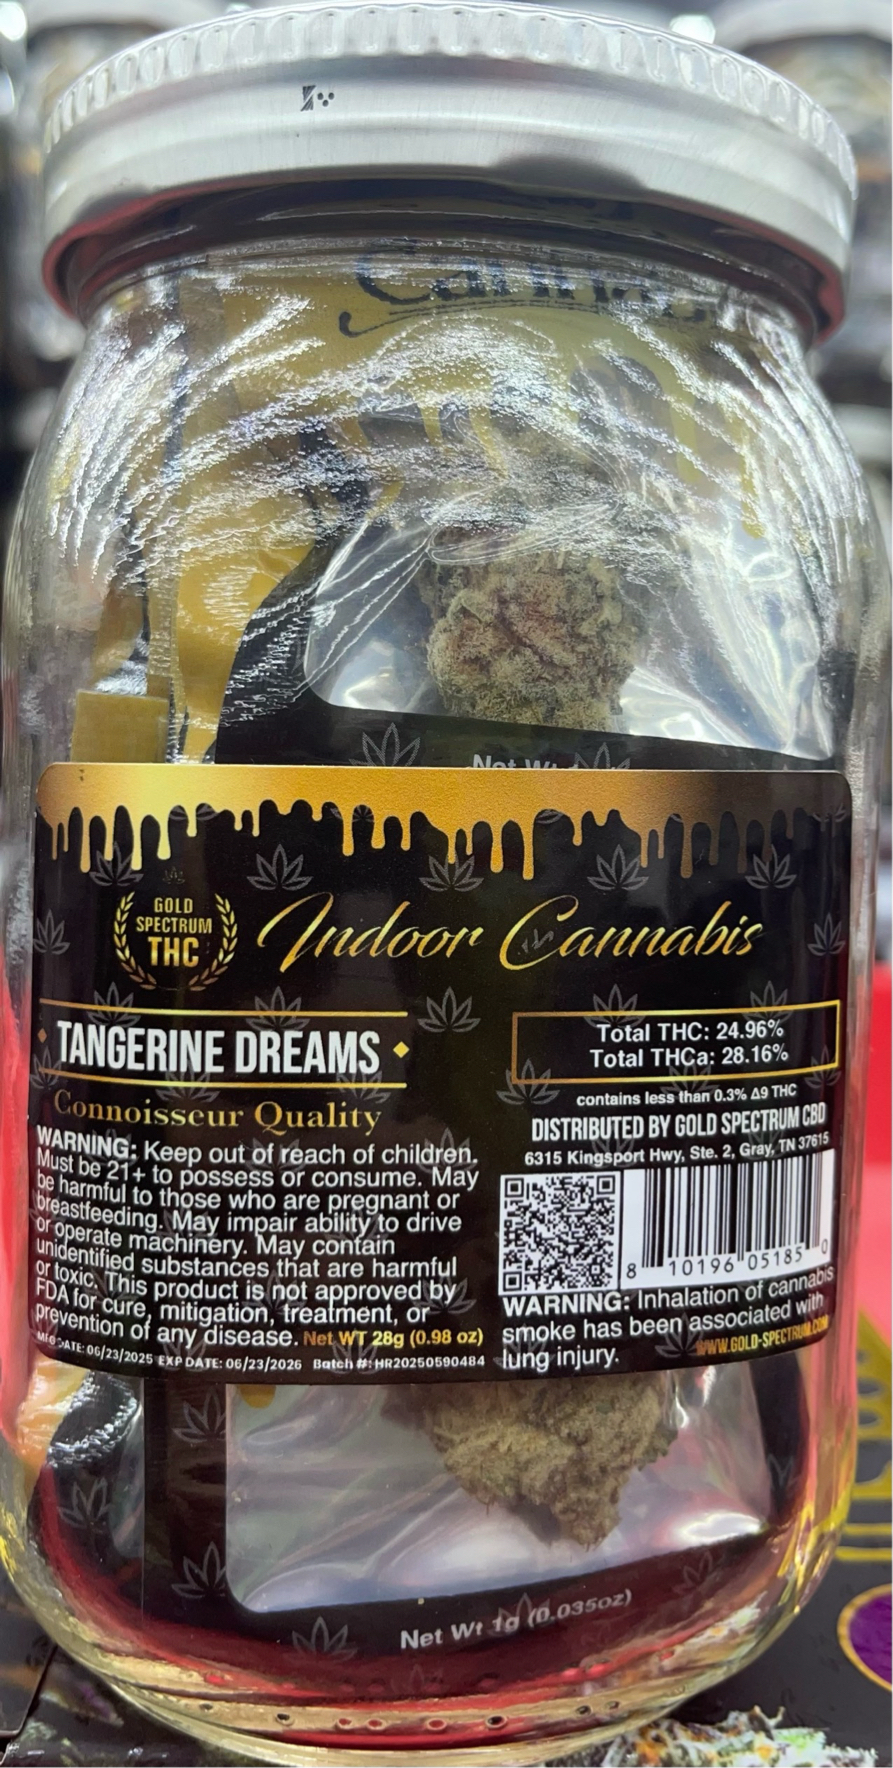 Net Wt
GOLD
SPECTRUM
THC
Indoor Cannabis
TANGERINE DREAMS
Connoisseur Quality
WARNING: Keep out of reach of children.
Must be 21+ to possess or consume. May
be harmful to those who are pregnant or
breastfeeding. May impair ability to drive
or operate machinery. May contain
unidentified substances that are harmful
or toxic. This product is not approved by
FDA for cure, mitigation, treatment, or
prevention of any disease. Net WT 28g (0.98 oz)
MFG DATE: 06/23/2025 EXP DATE: 06/23/2026 Batch #: HR20250590484
Total THC: 24.96%
Total THCa: 28.16%
contains less than 0.3% Δ9 THC
DISTRIBUTED BY GOLD SPECTRUM CBD
6315 Kingsport Hwy, Ste. 2, Gray, TN 37615
8 10196 05185 0
WARNING: Inhalation of cannabis
smoke has been associated with
lung injury.
WWW.GOLD-SPECTRUM.COM
Net Wt 1g (0.035oz)